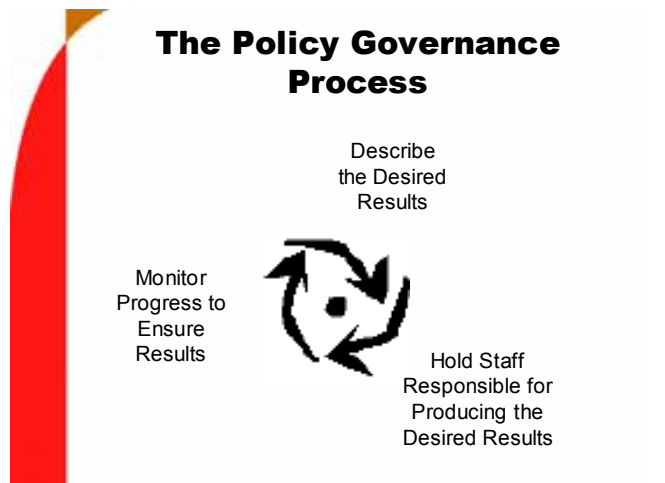 The Policy Governance
Process
Describe
the Desired
Results
Monitor
Progress to
Ensure
Results
Hold Staff
Responsible for
Producing the
Desired Results